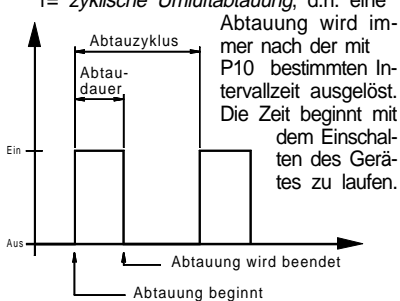 1= zyklische Umluftabtauung, d.h. eine
Abtauung wird im-
mer nach der mit
P10 bestimmten In-
tervallzeit ausgelöst.
Die Zeit beginnt mit
dem Einschal-
ten des Gerä-
tes zu laufen.
Abtauzyklus
Abtau-
dauer
Ein
Aus
Abtauung wird beendet
Abtauung beginnt